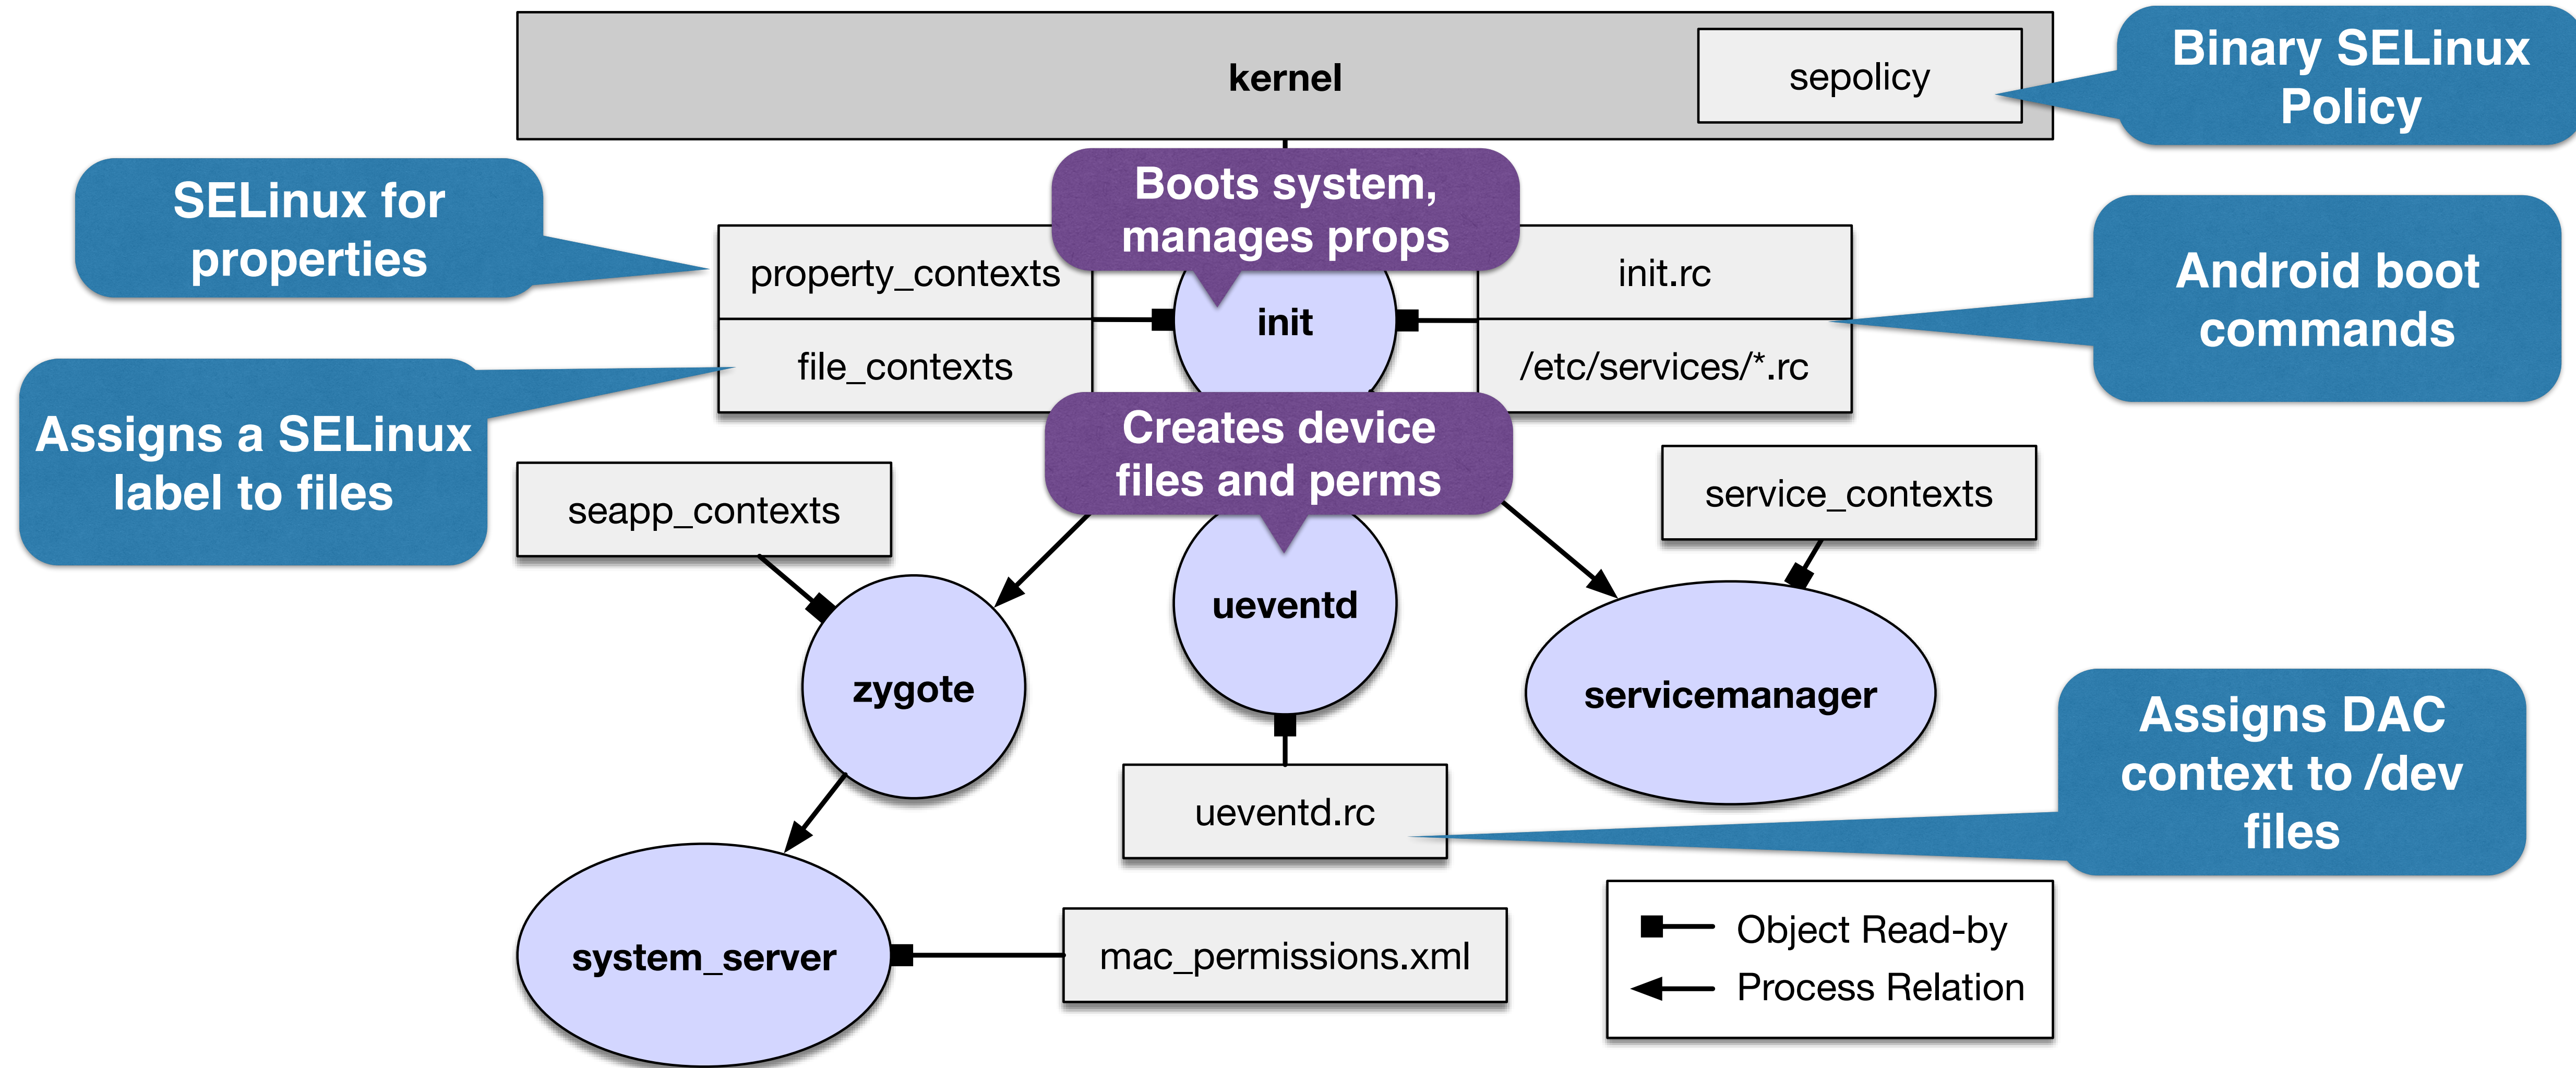 kernel
sepolicy
Binary SELinux
Policy
SELinux for
properties
Boots system,
manages props
property_contexts
file_contexts
init
init.rc
/etc/services/*.rc
Android boot
commands
Assigns a SELinux
label to files
Creates device
files and perms
seapp_contexts
service_contexts
zygote
ueventd
servicemanager
ueventd.rc
Assigns DAC
context to /dev
files
system_server
mac_permissions.xml
Object Read-by
Process Relation